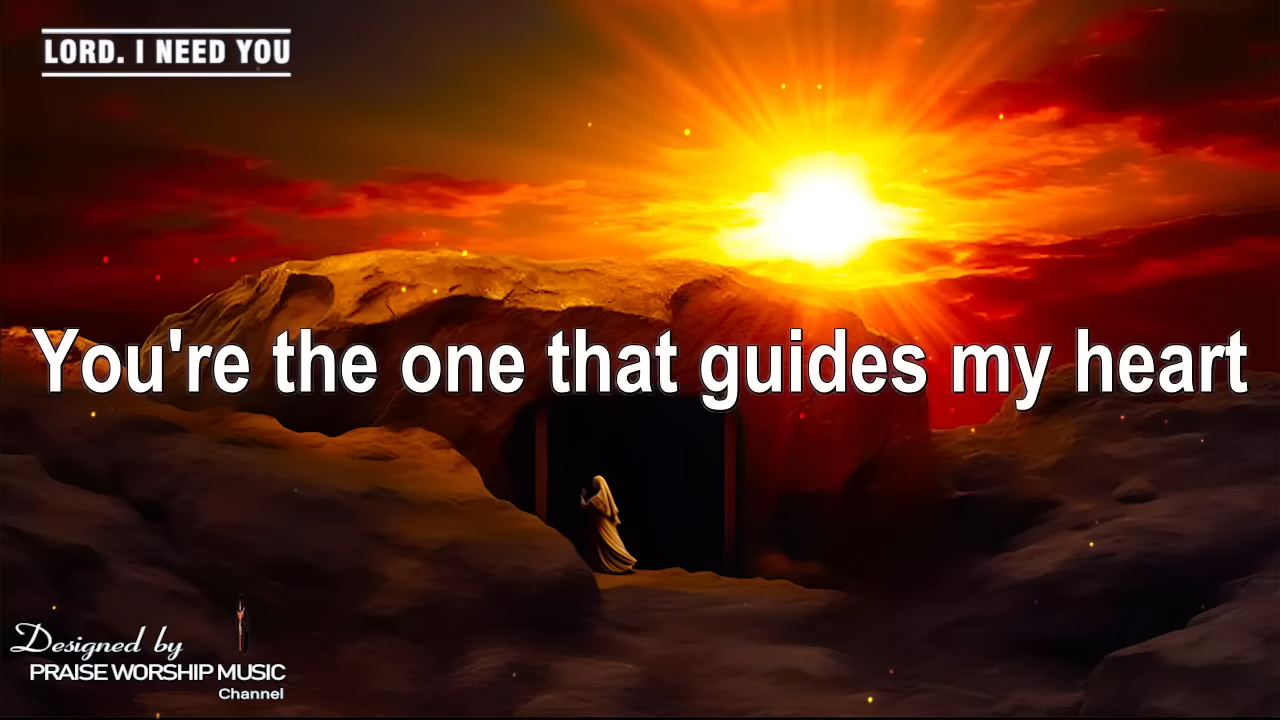 LORD. I NEED YOU
You're the one that guides my heart
Designed by
PRAISE WORSHIP MUSIC
Channel